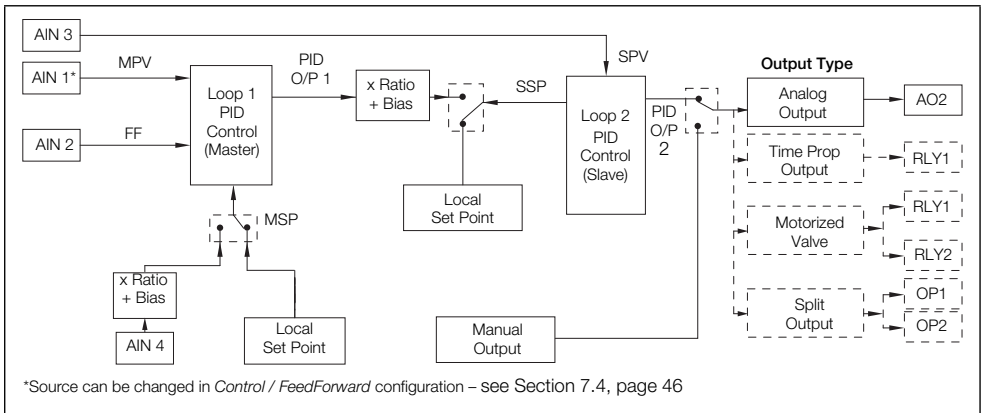 AIN 3
AIN 1*
MPV
AIN 2
FF
Loop 1
PID
Control
(Master)
PID
O/P 1
x Ratio
+ Bias
SSP
SPV
Loop 2
PID
Control
(Slave)
PID
O/P
2
Output Type
Analog
Output
AO2
Time Prop
Output
RLY1
Motorized
Valve
RLY1
RLY2
Split
Output
OP1
OP2
Local
Set Point
MSP
x Ratio
+ Bias
AIN 4
Local
Set Point
Manual
Output
*Source can be changed in Control / FeedForward configuration – see Section 7.4, page 46